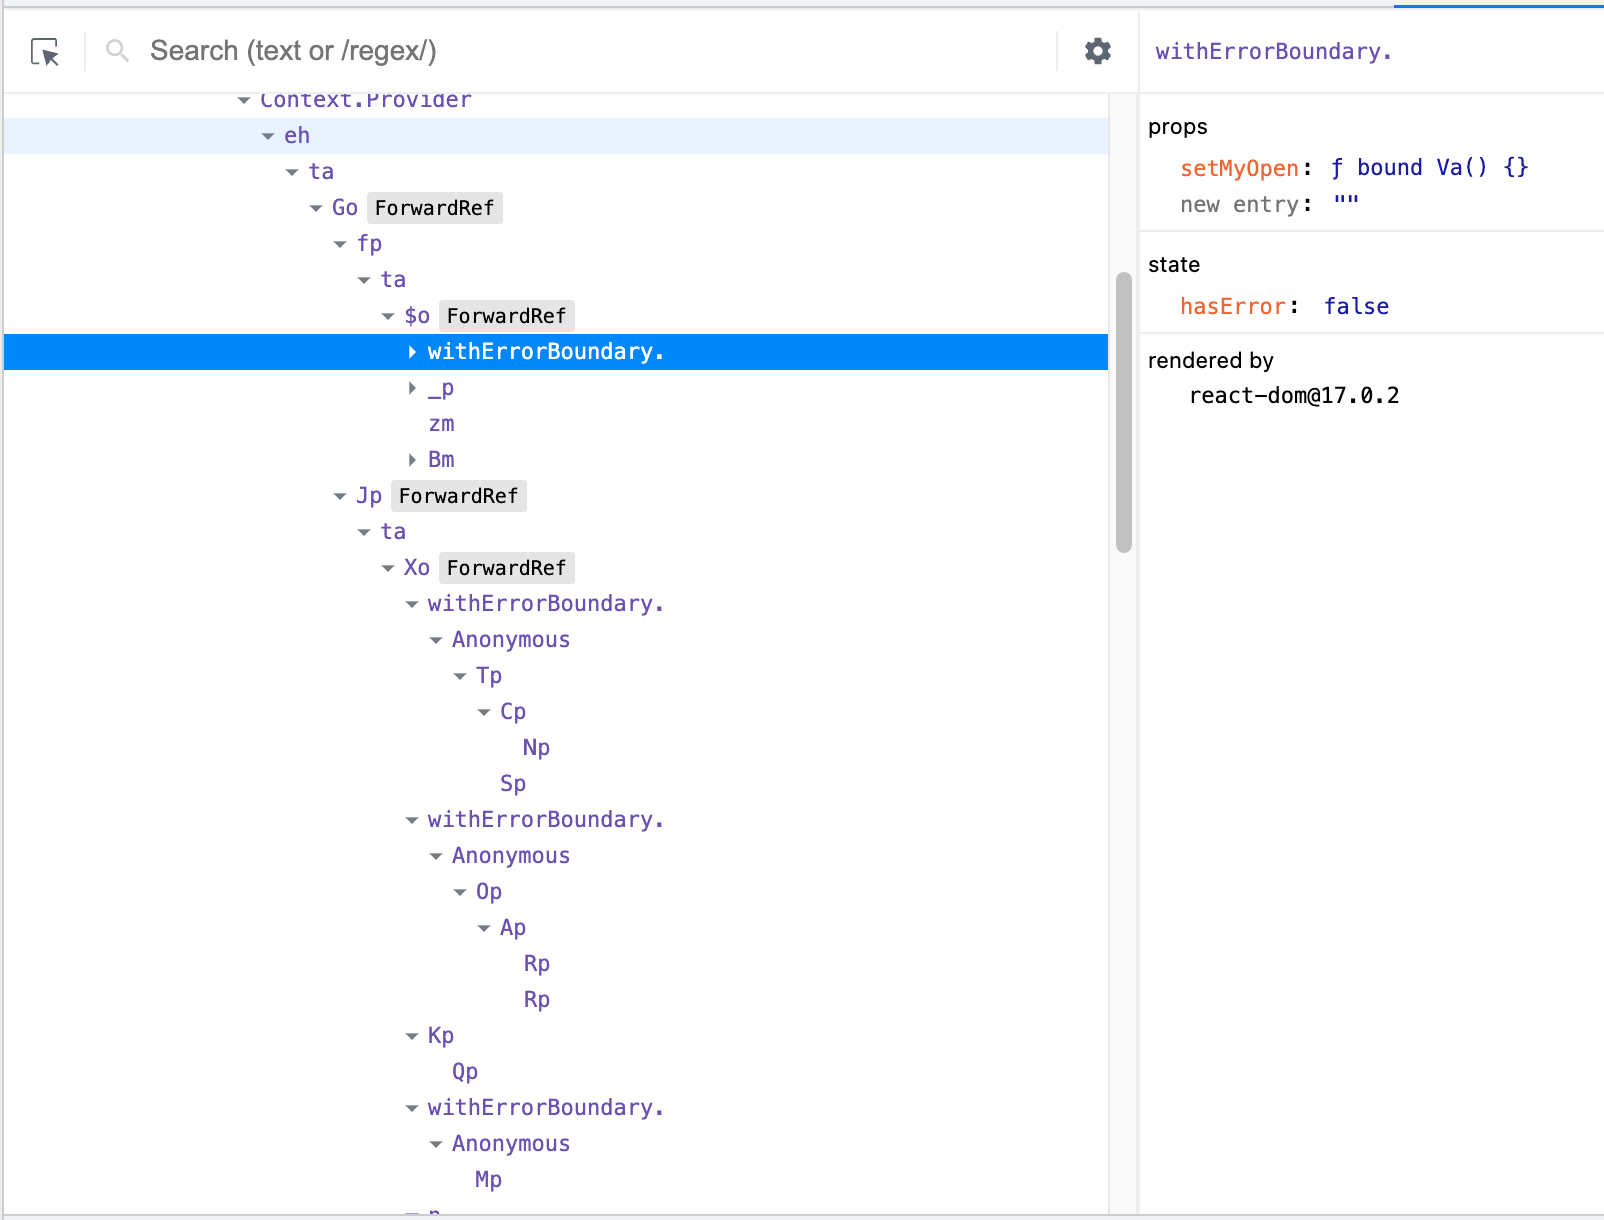 Search (text or /regex/)
Context.Provider
eh
ta
Go ForwardRef
fp
ta
$o ForwardRef
withErrorBoundary.
_p
zm
Bm
Jp ForwardRef
ta
Xo ForwardRef
withErrorBoundary.
Anonymous
Tp
Cp
Np
Sp
withErrorBoundary.
Anonymous
Op
Ap
Rp
Rp
Kp
Qp
withErrorBoundary.
Anonymous
Mp
withErrorBoundary.
props
setMyOpen: ƒ bound Va() {}
new entry: ""
state
hasError: false
rendered by
react-dom@17.0.2